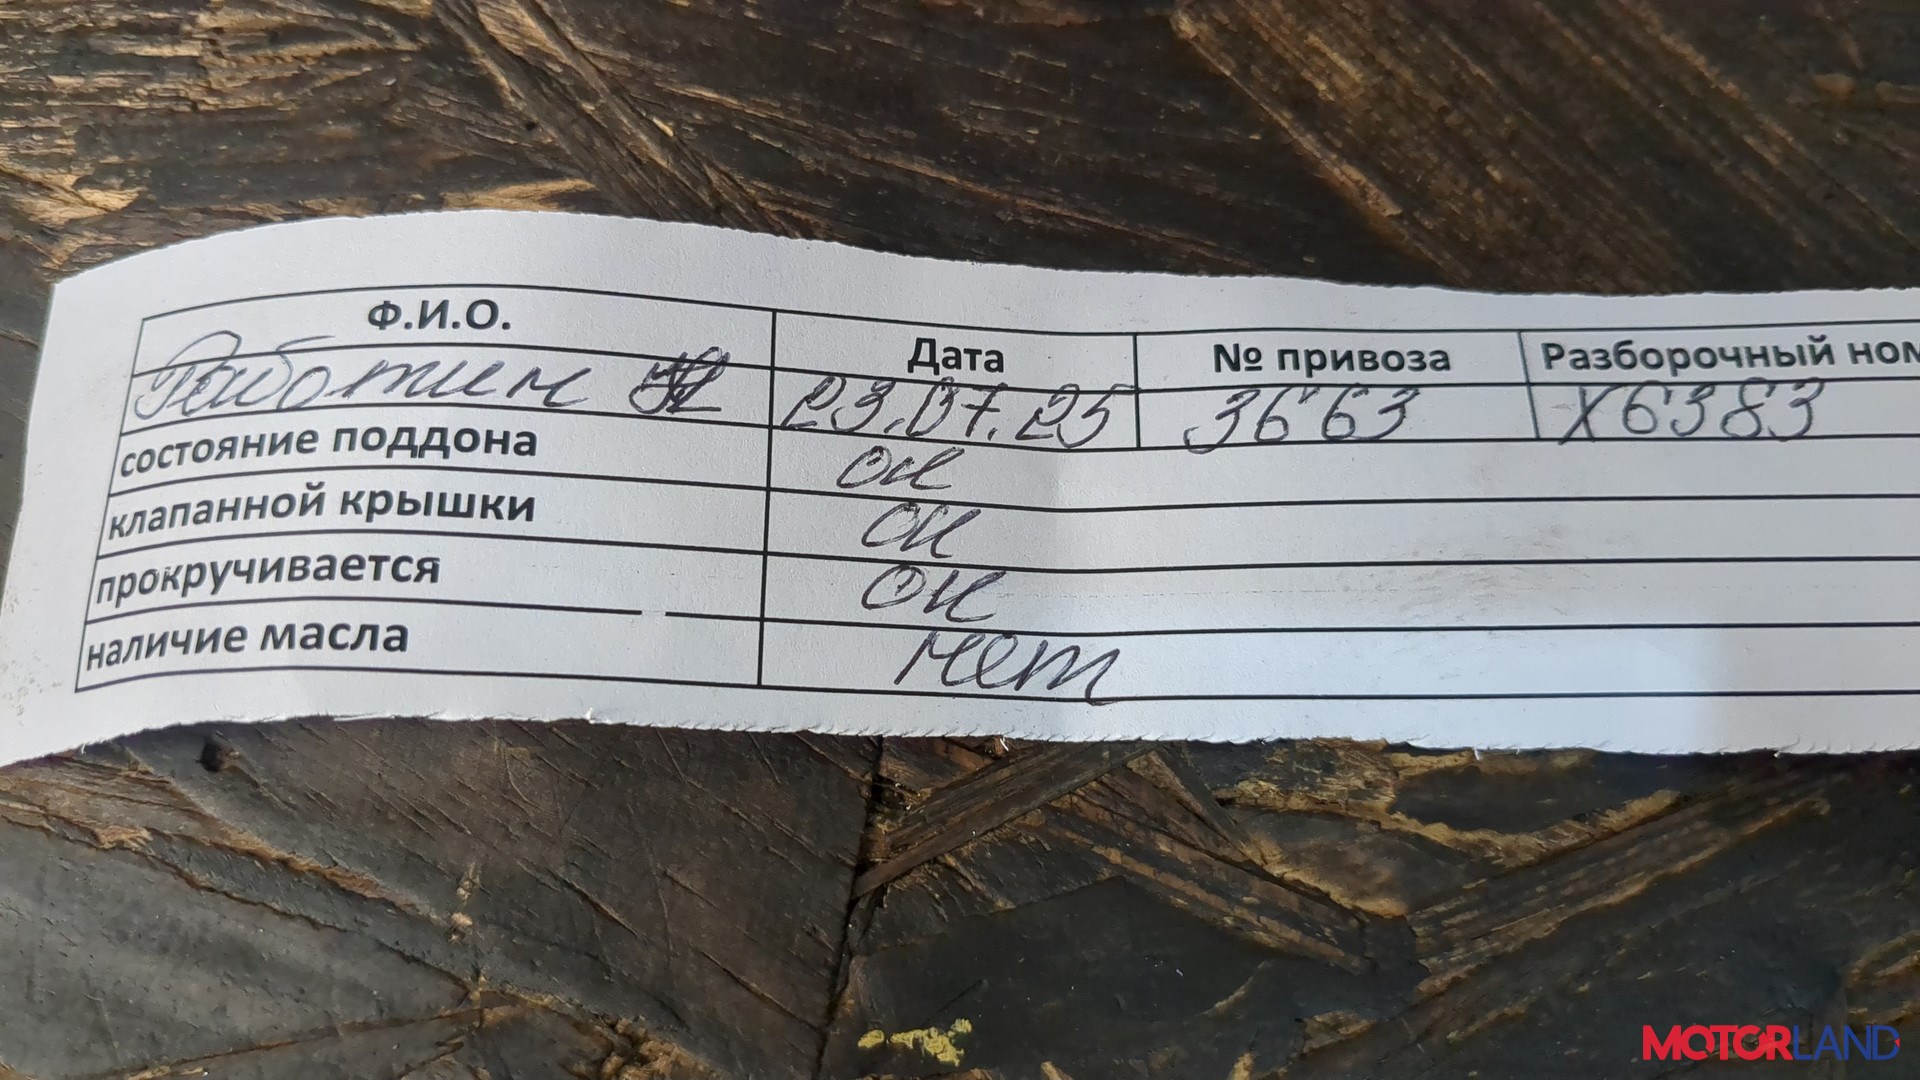 Ф.И.О. Дата № привоза Разборочный ном
23.07.25 3663 Х6383
состояние поддона ок
клапанной крышки ок
прокручивается ок
наличие масла нет
MOTORLAND